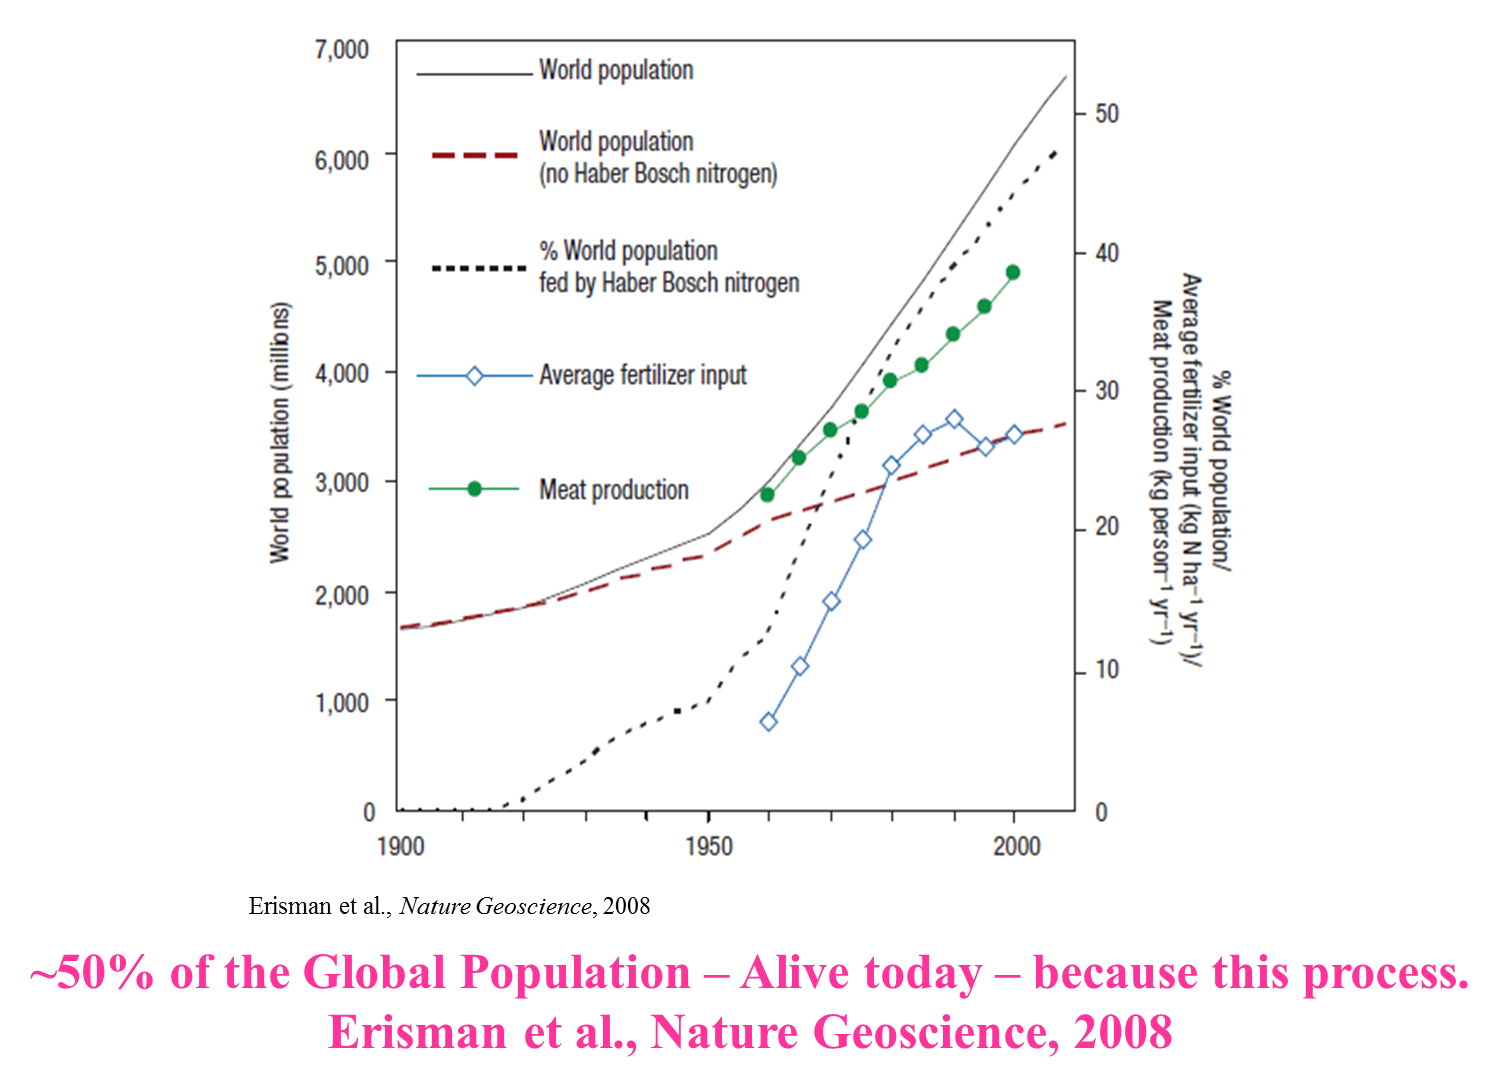 7,000
6,000
5,000
4,000
3,000
2,000
1,000
0
World population (millions)
World population
World population
(no Haber Bosch nitrogen)
% World population
fed by Haber Bosch nitrogen
Average fertilizer input
Meat production
50
40
30
20
10
0
% World population/
Average fertilizer input (kg N ha⁻¹ yr⁻¹)/
Meat production (kg person⁻¹ yr⁻¹)
1900
1950
2000
Erisman et al., Nature Geoscience, 2008
~50% of the Global Population – Alive today – because this process.
Erisman et al., Nature Geoscience, 2008